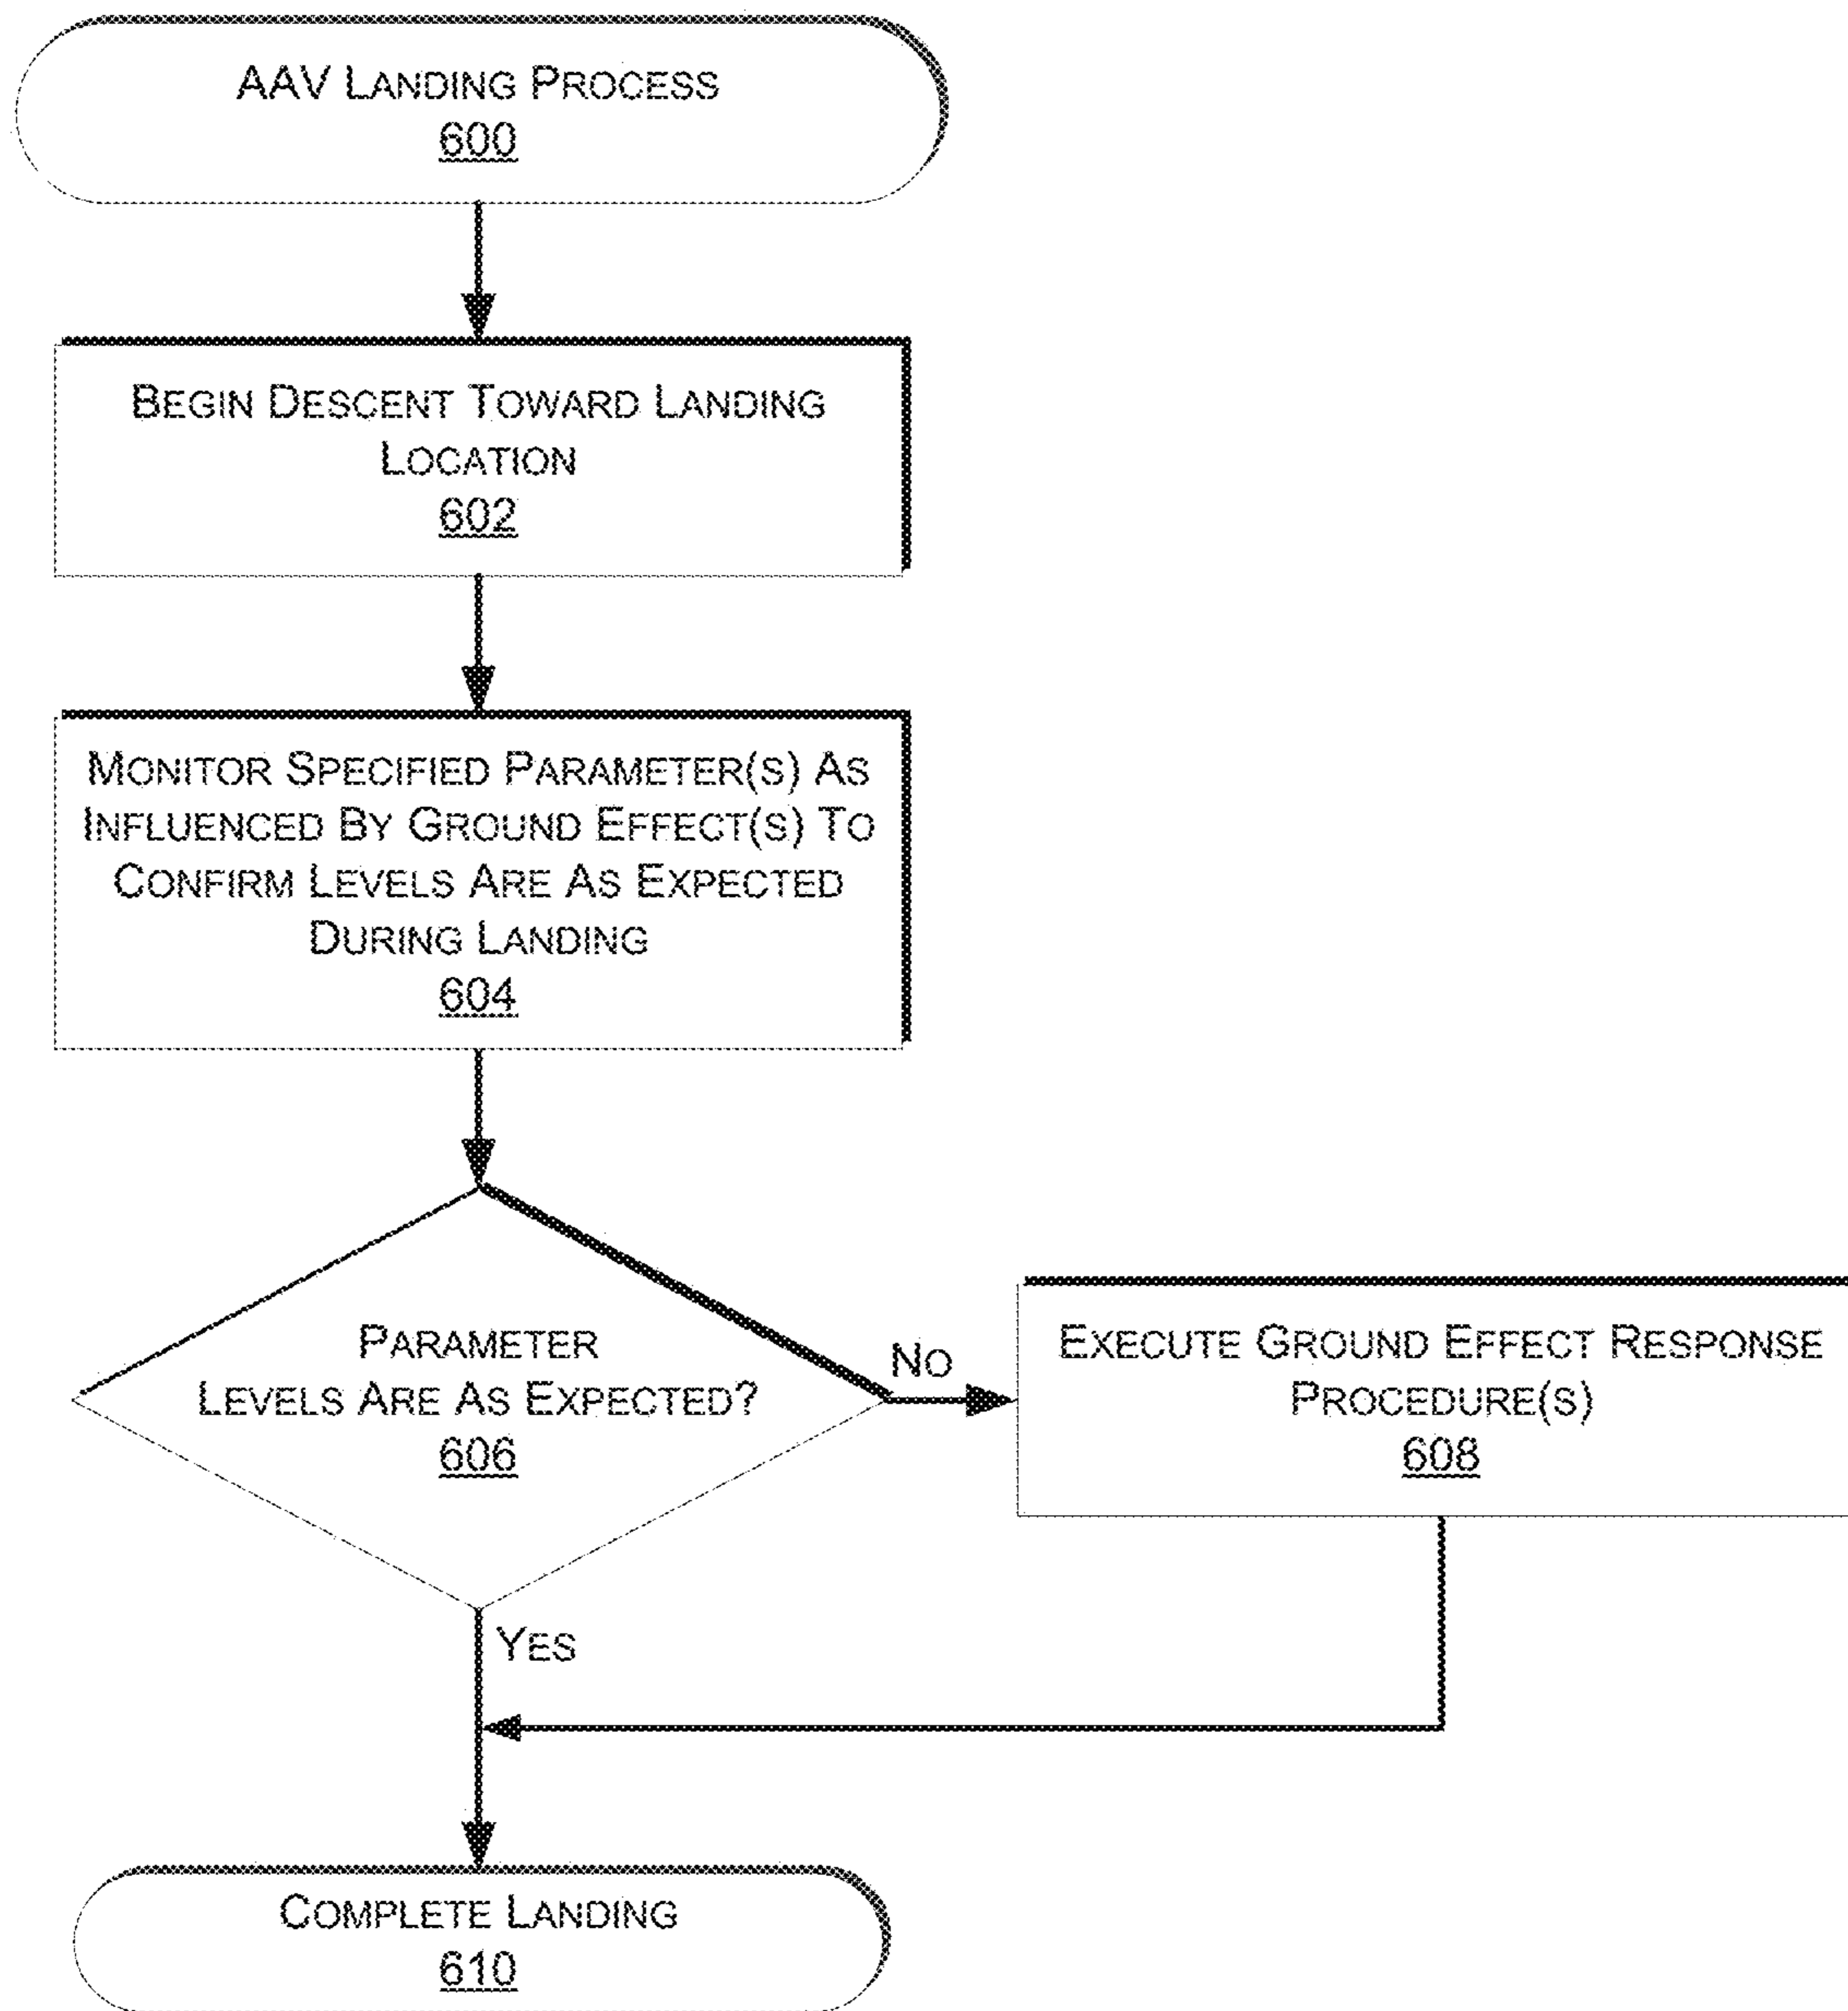 AAV LANDING PROCESS
600
BEGIN DESCENT TOWARD LANDING
LOCATION
602
MONITOR SPECIFIED PARAMETER(S) AS
INFLUENCED BY GROUND EFFECT(S) TO
CONFIRM LEVELS ARE AS EXPECTED
DURING LANDING
604
PARAMETER
LEVELS ARE AS EXPECTED?
606
NO
EXECUTE GROUND EFFECT RESPONSE
PROCEDURE(S)
608
YES
COMPLETE LANDING
610